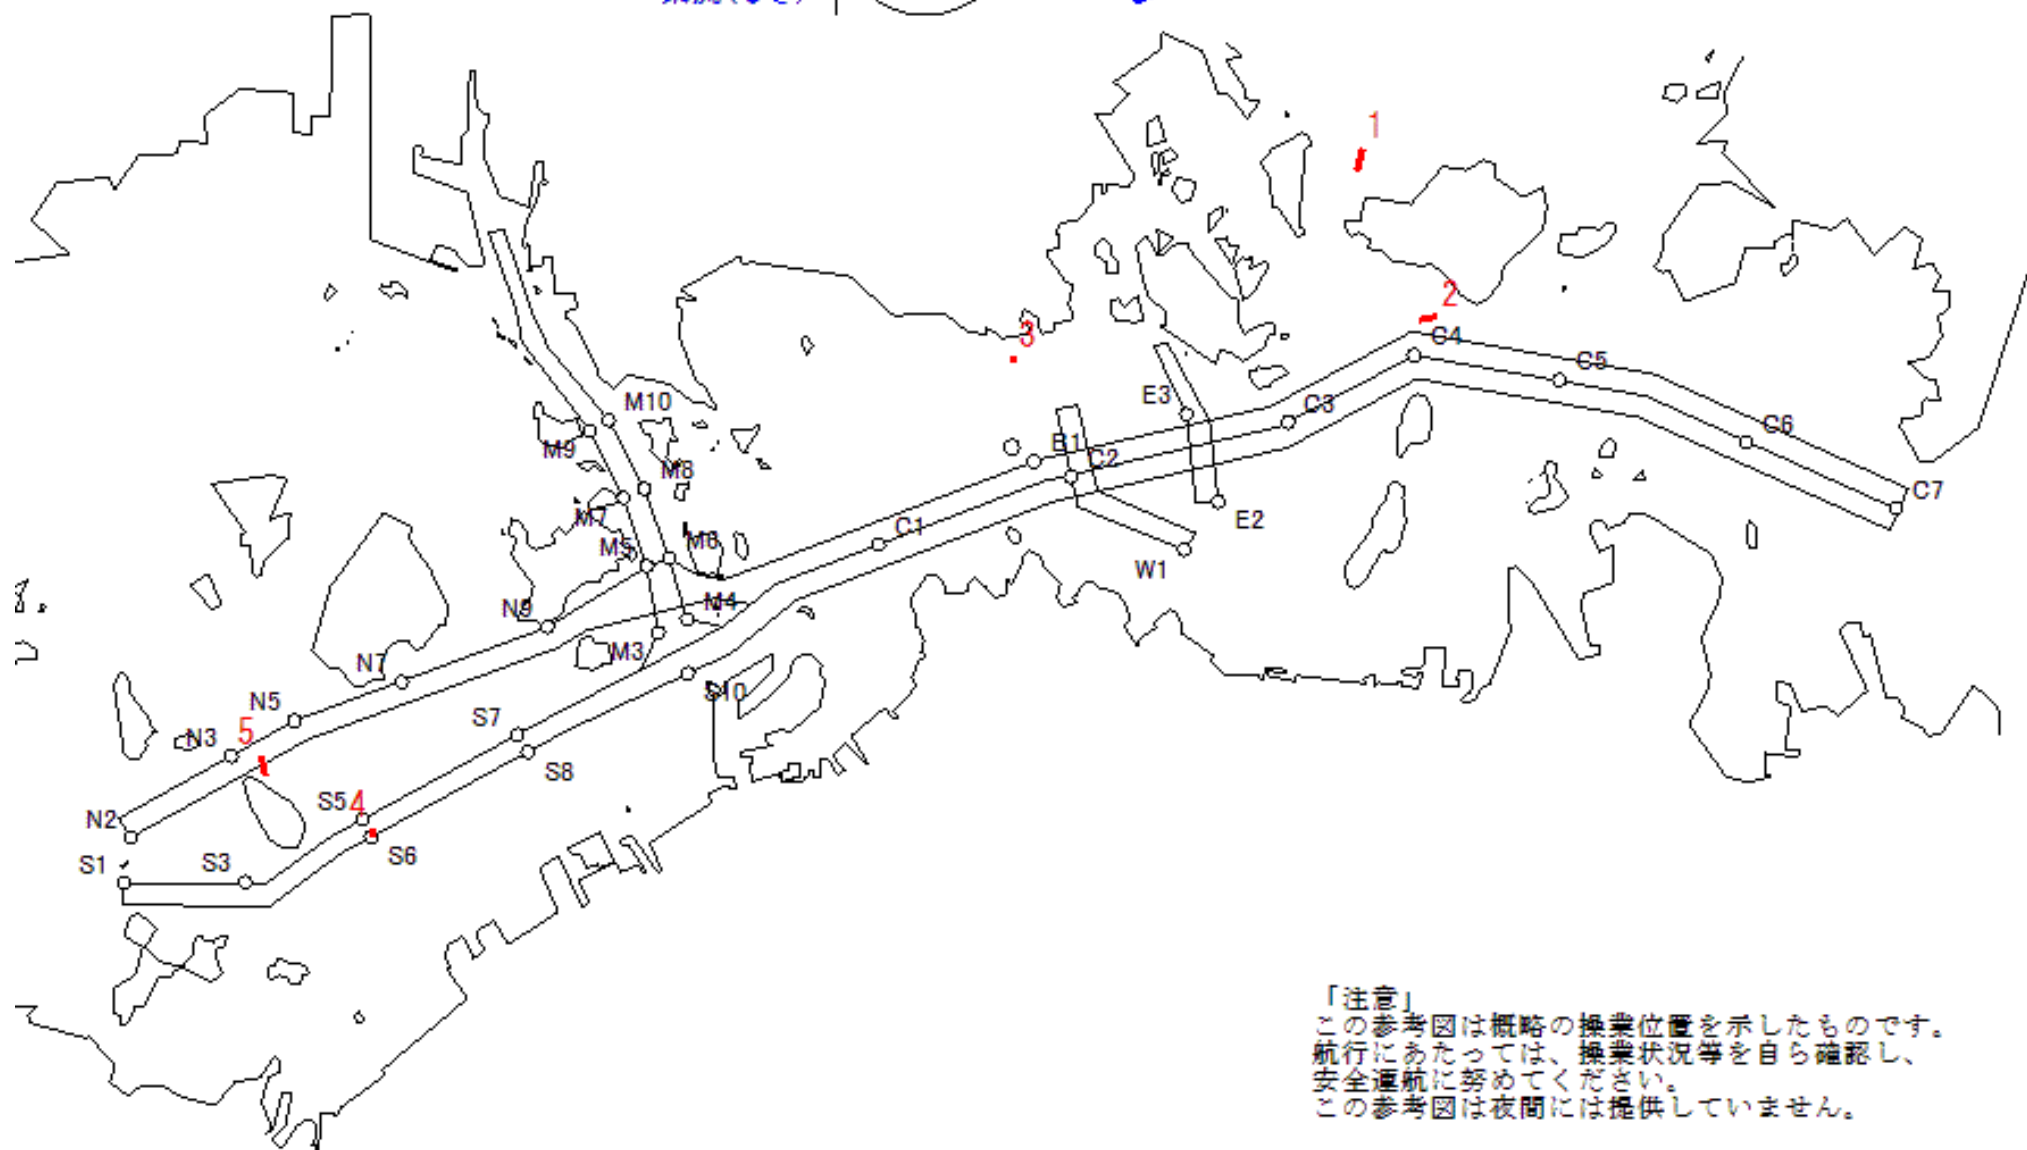 1
2
3
C4
C5
M10
E3
C3
C6
M9
B1
M8
C2
C7
M7
E2
C1
M5
M6
W1
N9
M4
N7
M3
S10
N5
S7
N3
5
S8
S5
4
N2
S6
S1
S3
「注意」
この参考図は概略の操業位置を示したものです。
航行にあたっては、操業状況等を自ら確認し、
安全運航に努めてください。
この参考図は夜間には提供していません。